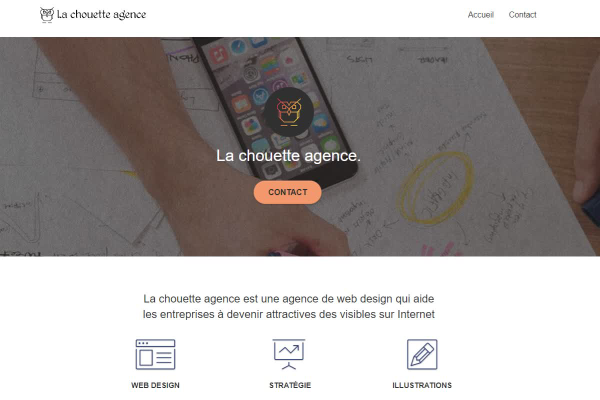 La chouette agence
Accueil
Contact
La chouette agence.
CONTACT
La chouette agence est une agence de web design qui aide
les entreprises à devenir attractives des visibles sur Internet
WEB DESIGN
STRATÉGIE
ILLUSTRATIONS